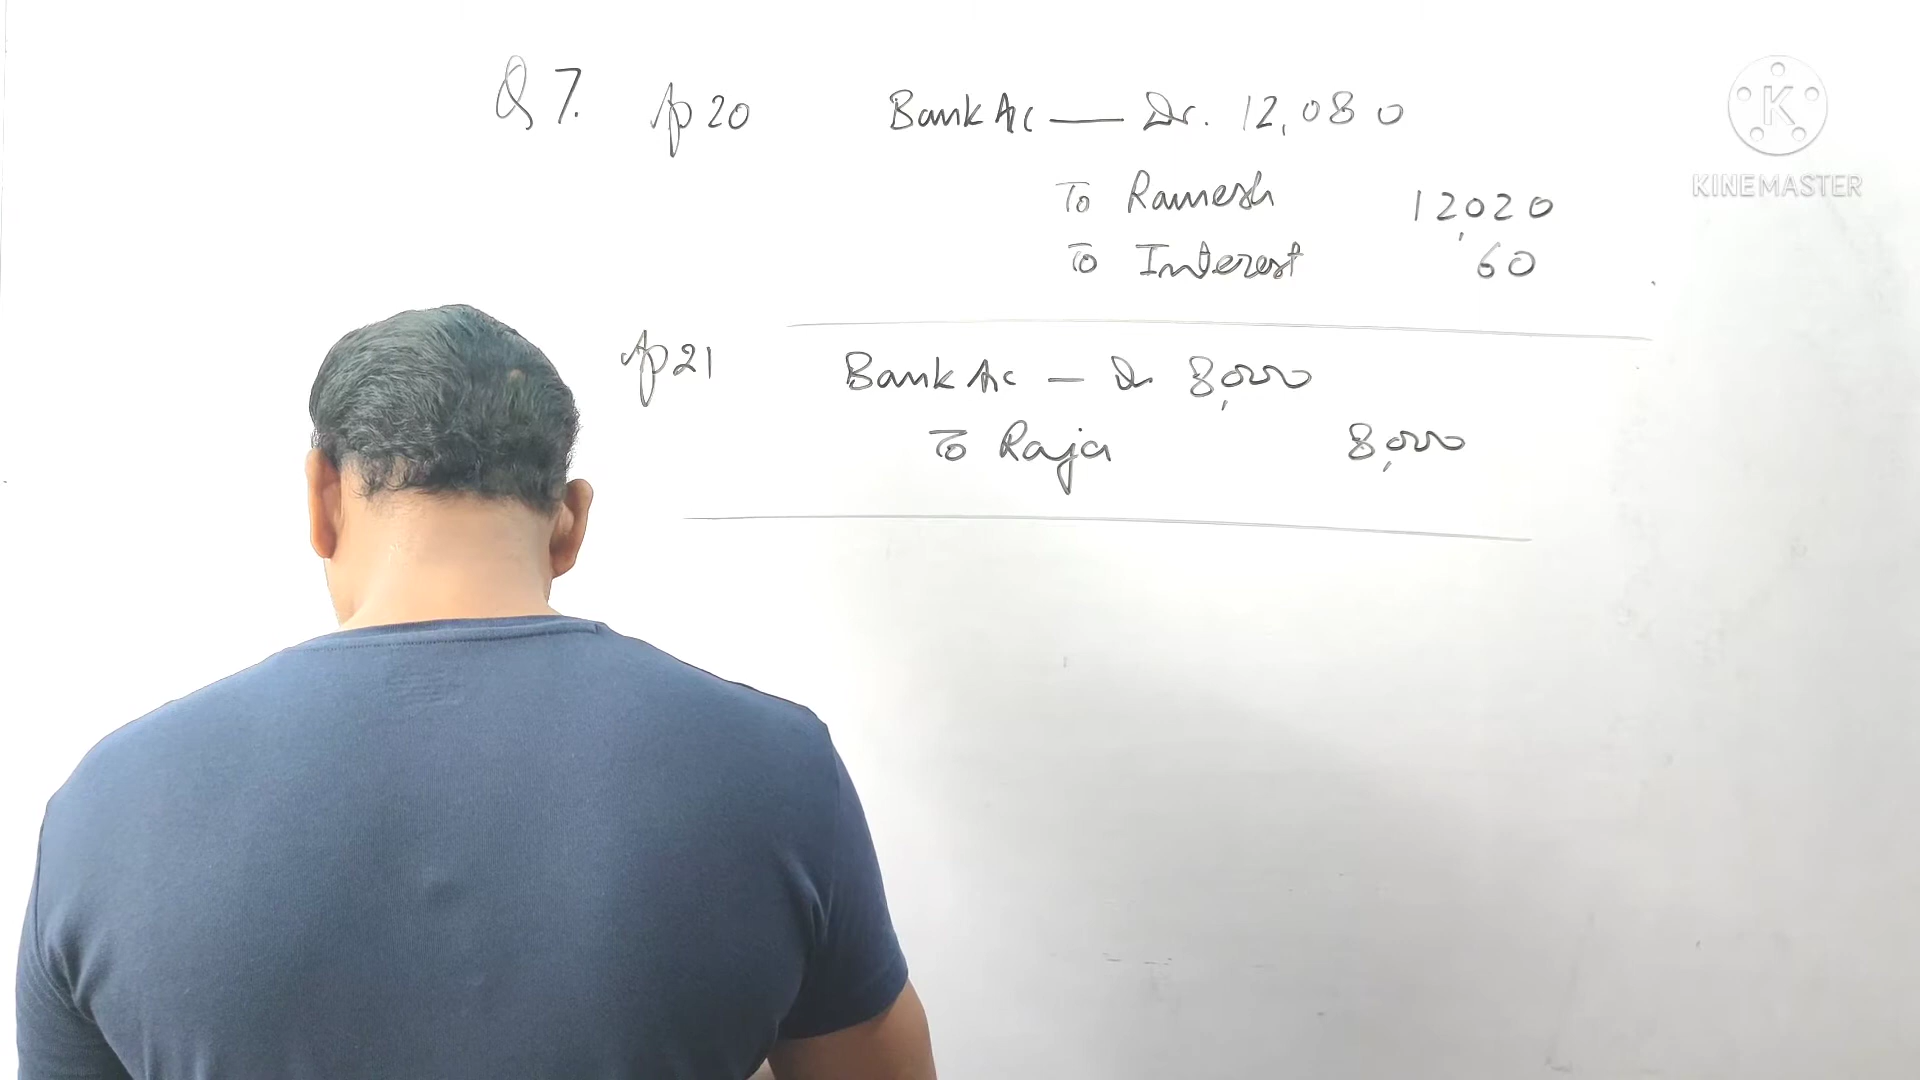 Q 7. Ap 20 Bank A/c — Dr. 12,080
To Ramesh 12,020
To Interest 60
Ap 21 Bank A/c — Dr 8,000
To Raja 8,000
K
KINEMASTER